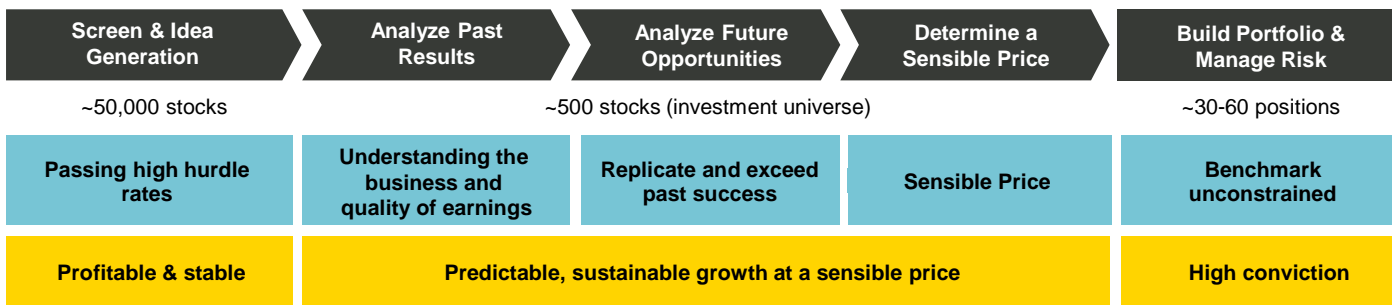 Screen & Idea
Generation
Analyze Past
Results
Analyze Future
Opportunities
Determine a
Sensible Price
Build Portfolio &
Manage Risk
~50,000 stocks
~500 stocks (investment universe)
~30-60 positions
Passing high hurdle
rates
Understanding the
business and
quality of earnings
Replicate and exceed
past success
Sensible Price
Benchmark
unconstrained
Profitable & stable
Predictable, sustainable growth at a sensible price
High conviction